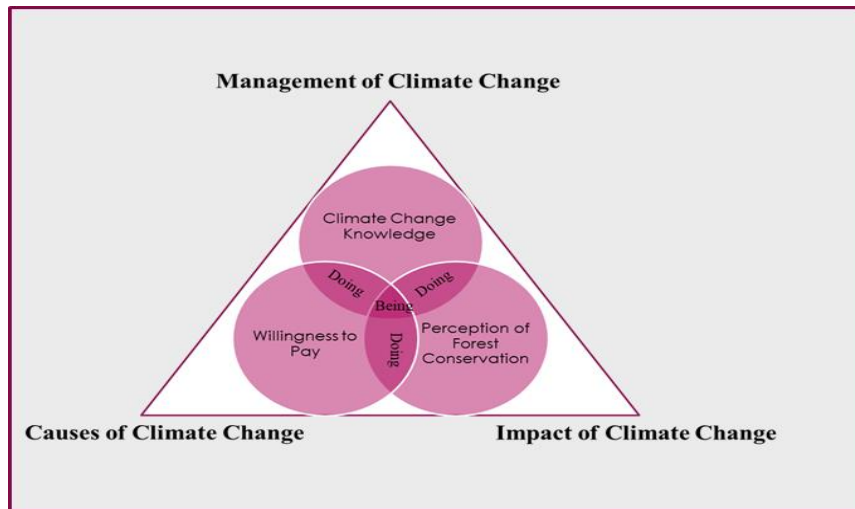 Management of Climate Change
Climate Change
Knowledge
Doing
Doing
Being
Willingness to
Pay
Doing
Perception of
Forest
Conservation
Causes of Climate Change
Impact of Climate Change